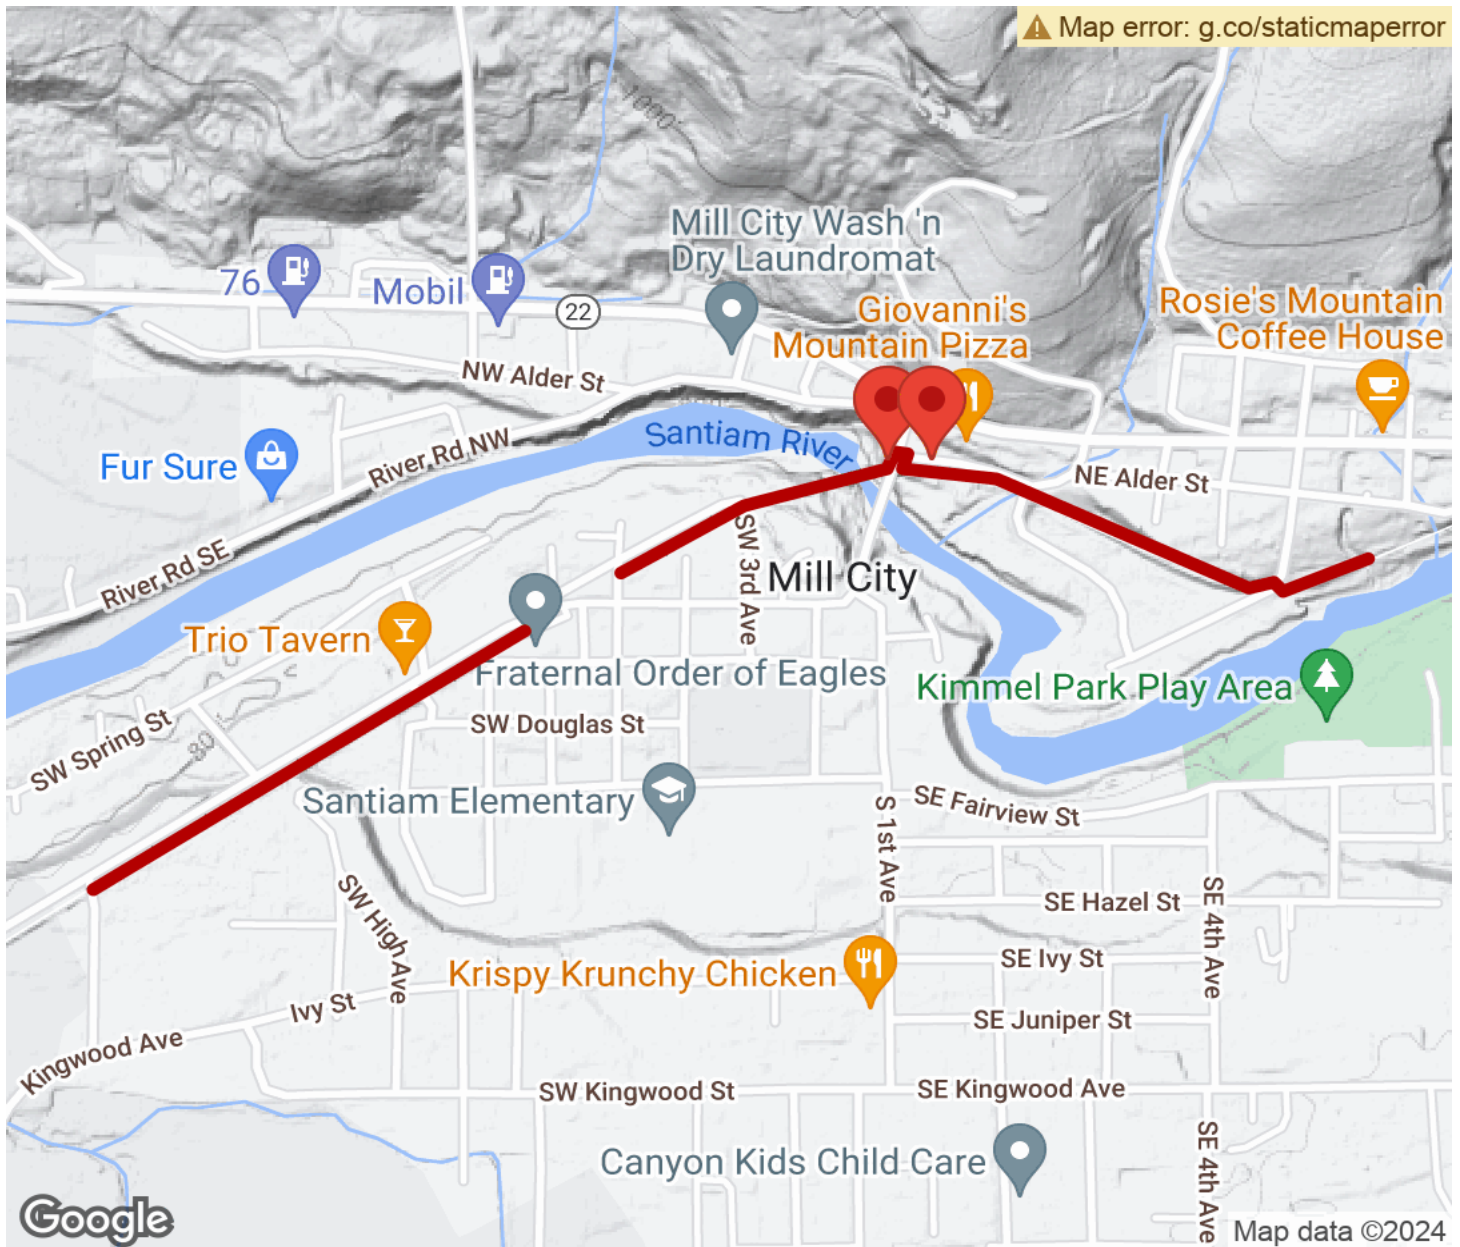 Map error: g.co/staticmaperror
1000'
Mill City Wash 'n
Dry Laundromat
76
Mobil
22
Giovanni's
Mountain Pizza
Rosie's Mountain
Coffee House
NW Alder St
Santiam River
River Rd NW
Fur Sure
NE Alder St
River Rd SE
SW 3rd Ave
Mill City
Trio Tavern
Fraternal Order of Eagles
Kimmel Park Play Area
SW Spring St
SW Douglas St
Santiam Elementary
SE Fairview St
S 1st Ave
SW High Ave
SE Hazel St
SE 4th Ave
Krispy Krunchy Chicken
SE Ivy St
Ivy St
SE Juniper St
Kingwood Ave
SW Kingwood St
SE Kingwood Ave
SE 4th Ave
Canyon Kids Child Care
Google
Map data ©2024